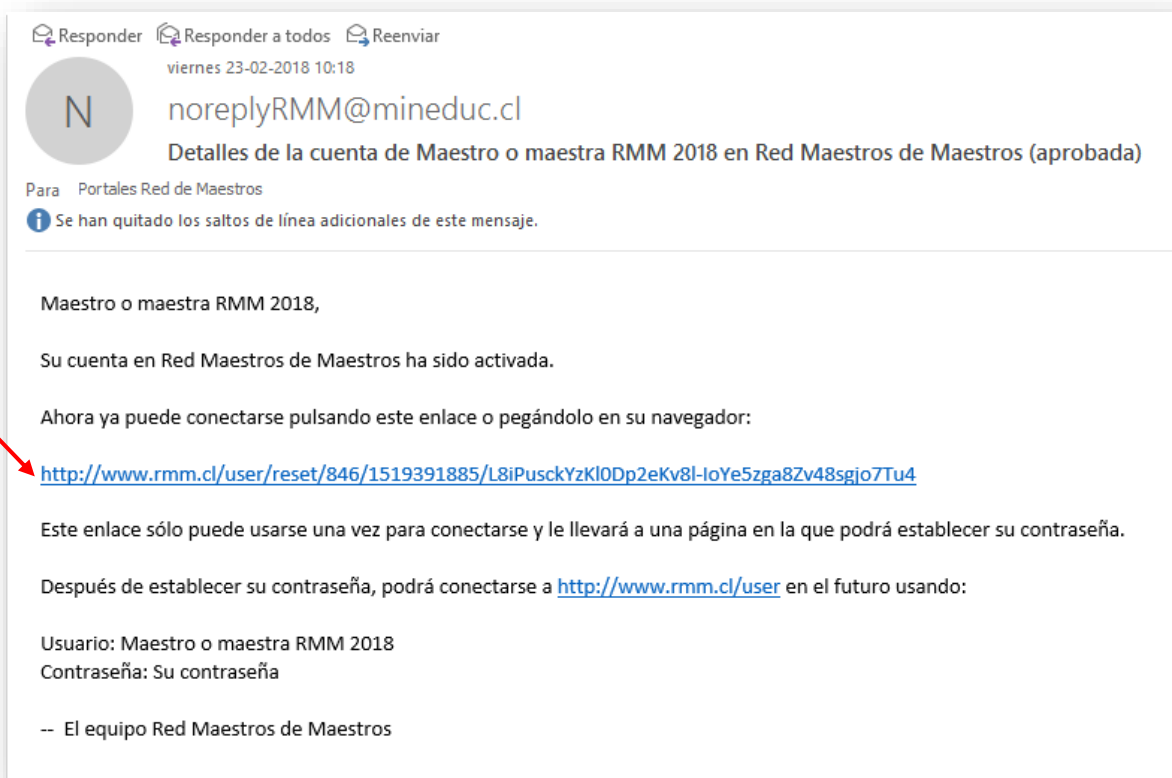 Responder Responder a todos Reenviar
viernes 23-02-2018 10:18
N
noreplyRMM@mineduc.cl
Detalles de la cuenta de Maestro o maestra RMM 2018 en Red Maestros de Maestros (aprobada)
Para Portales Red de Maestros
Se han quitado los saltos de línea adicionales de este mensaje.
Maestro o maestra RMM 2018,
Su cuenta en Red Maestros de Maestros ha sido activada.
Ahora ya puede conectarse pulsando este enlace o pegándolo en su navegador:
http://www.rmm.cl/user/reset/846/1519391885/L8iPusckYzKl0Dp2eKv8l-IoYe5zga8Zv48sgjo7Tu4
Este enlace sólo puede usarse una vez para conectarse y le llevará a una página en la que podrá establecer su contraseña.
Después de establecer su contraseña, podrá conectarse a http://www.rmm.cl/user en el futuro usando:
Usuario: Maestro o maestra RMM 2018
Contraseña: Su contraseña
-- El equipo Red Maestros de Maestros